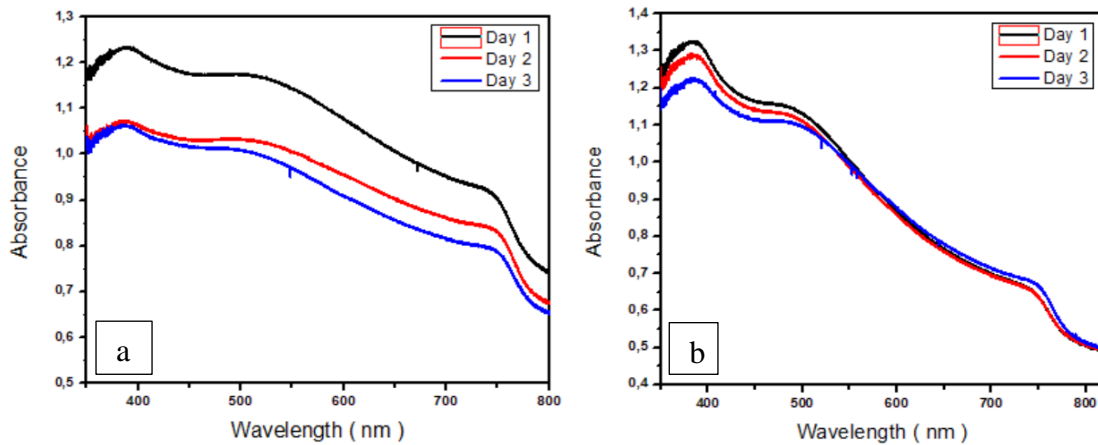 1,3
1,2
1,1
1,0
0,9
0,8
0,7
0,6
0,5
Absorbance
400 500 600 700 800
Wavelength ( nm )
Day 1
Day 2
Day 3
a
1,4
1,3
1,2
1,1
1,0
0,9
0,8
0,7
0,6
0,5
0,4
Absorbance
400 500 600 700 800
Wavelength ( nm )
Day 1
Day 2
Day 3
b